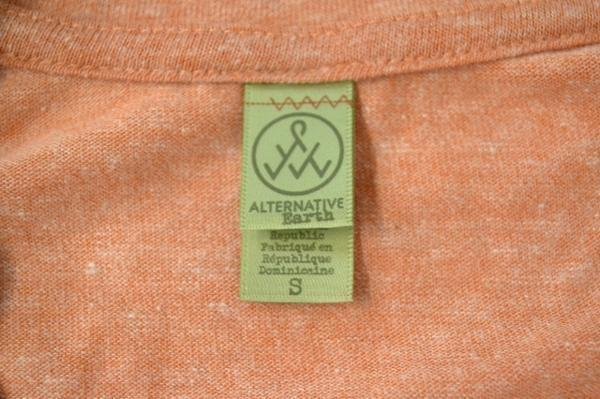 ALTERNATIVE
Earth
Republic
Fabriqué en
République
Dominicaine
S